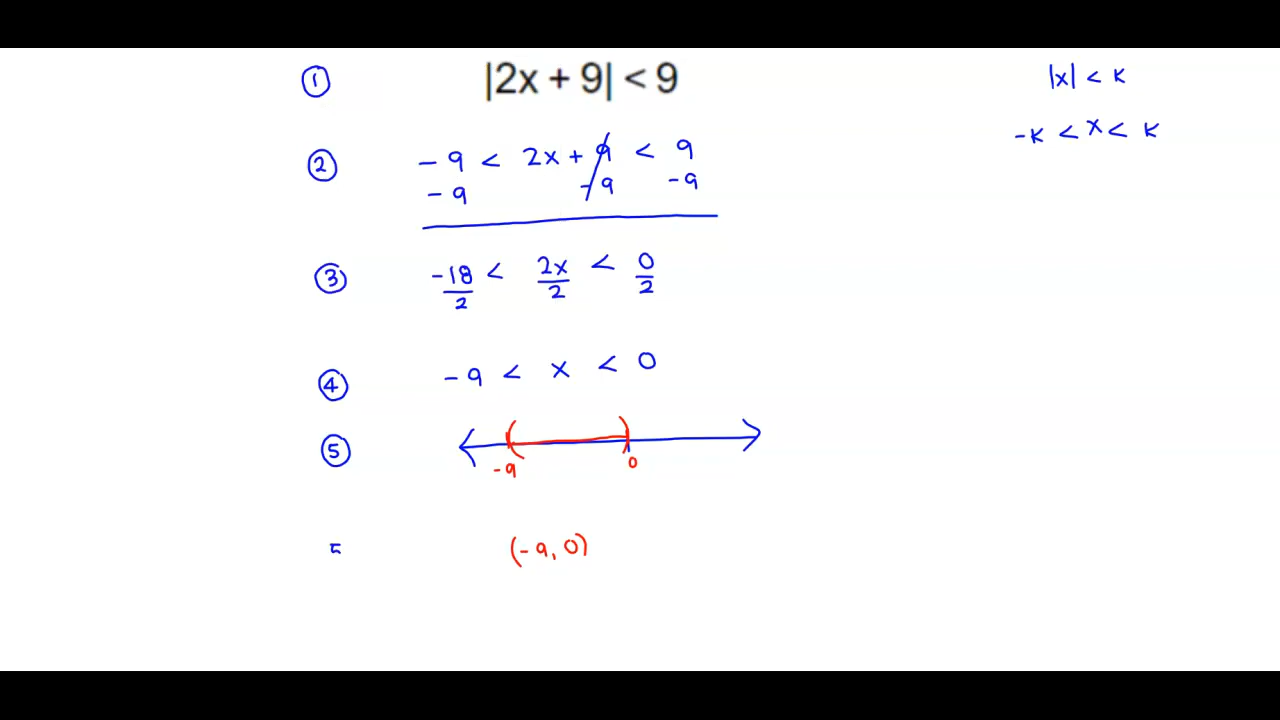 ① |2x + 9| < 9
|x| < k
-k < x < k
② -9 < 2x + 9 < 9
-9 -9 -9
③ -18/2 < 2x/2 < 0/2
④ -9 < x < 0
⑤
-9 0
(-9, 0)